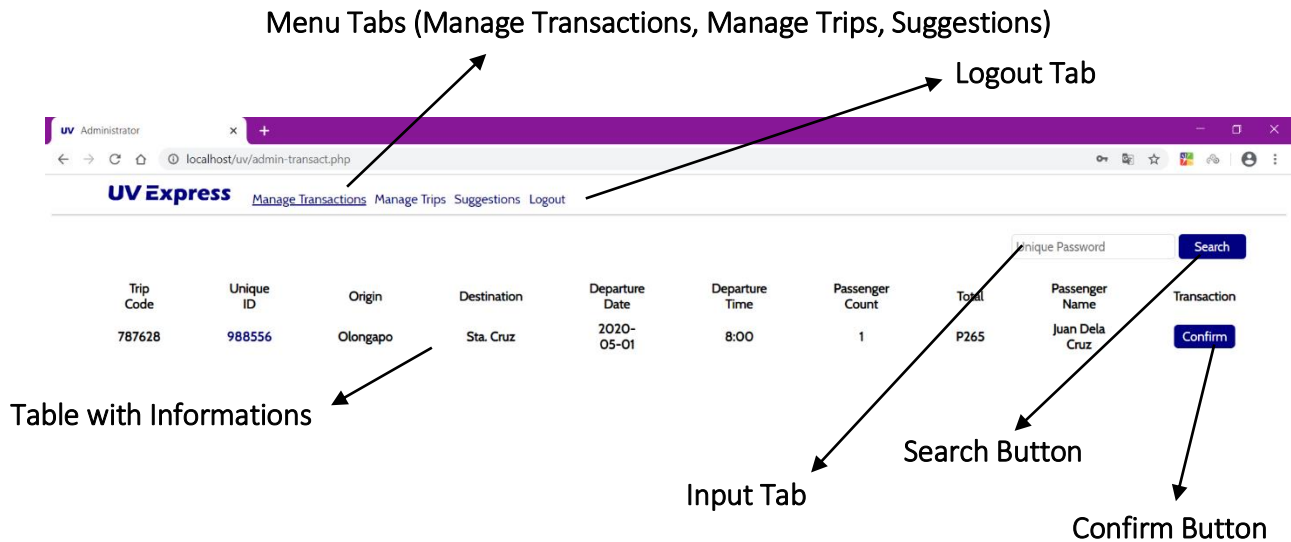 Menu Tabs (Manage Transactions, Manage Trips, Suggestions)
Logout Tab
UV Administrator
localhost/uv/admin-transact.php
UV Express Manage Transactions Manage Trips Suggestions Logout
Unique Password Search
Trip Code Unique ID Origin Destination Departure Date Departure Time Passenger Count Total Passenger Name Transaction
787628 988556 Olongapo Sta. Cruz 2020-05-01 8:00 1 P265 Juan Dela Cruz Confirm
Table with Informations
Search Button
Input Tab
Confirm Button